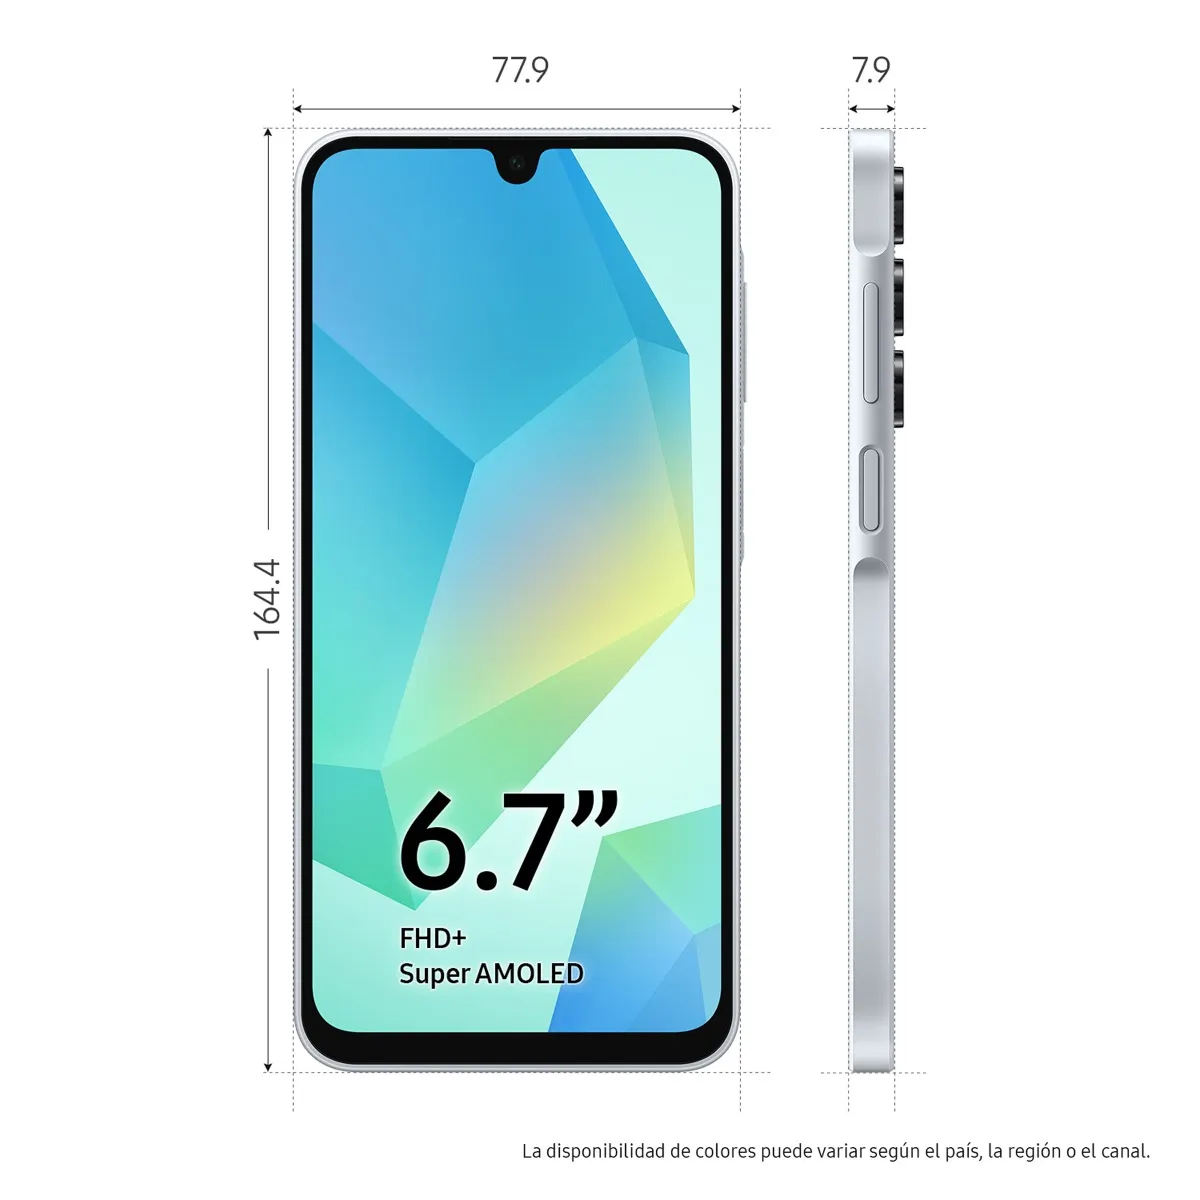 77.9
7.9
164.4
6.7”
FHD+
Super AMOLED
La disponibilidad de colores puede variar según el país, la región o el canal.